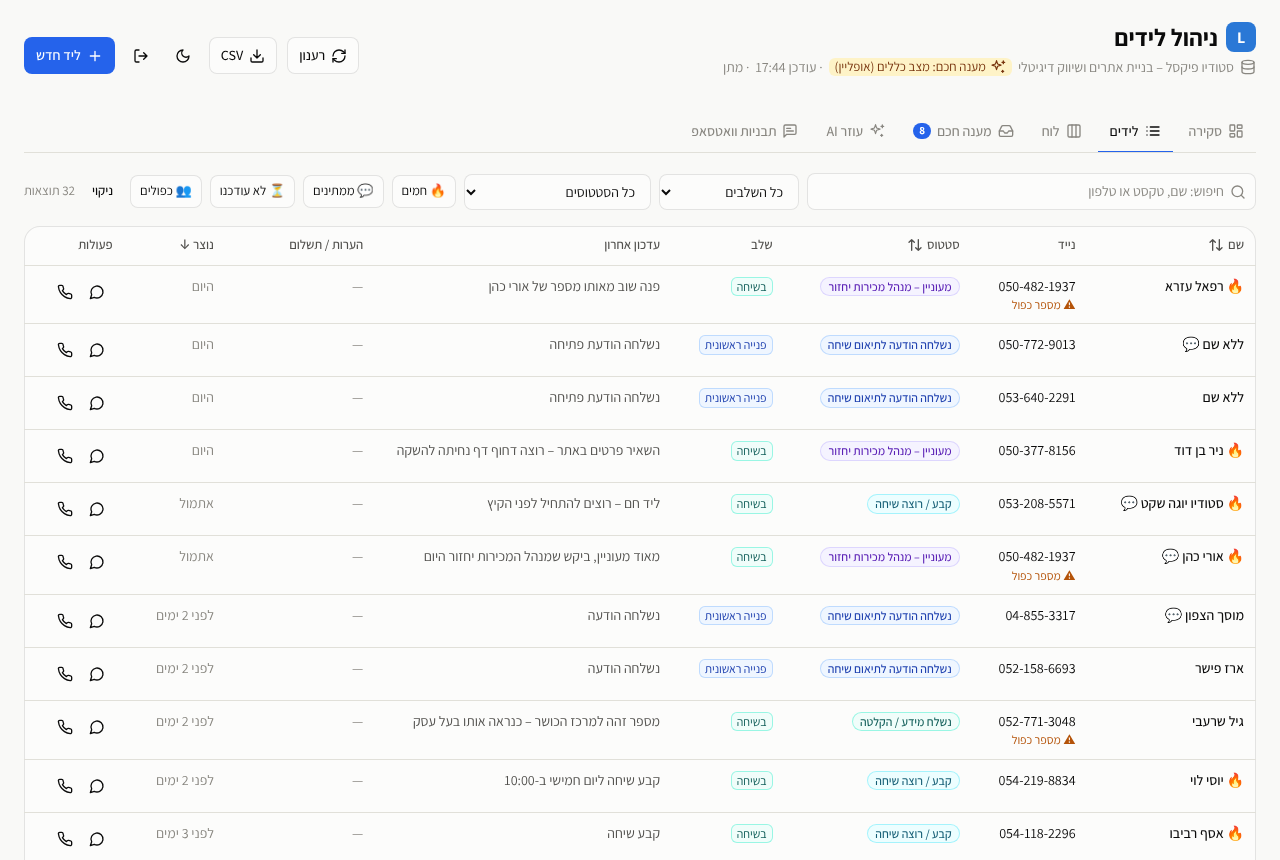 L ניהול לידים
סטודיו פיקסל – בניית אתרים ושיווק דיגיטלי מענה חכם: מצב כללים (אופליין) · עודכן 17:44 · מתן
רענון CSV ליד חדש
סקירה לידים לוח מענה חכם 8 עוזר AI תבניות וואטסאפ
חיפוש: שם, טקסט או טלפון כל השלבים כל הסטטוסים 🔥 חמים 💬 ממתינים ⏳ לא עודכנו 👥 כפולים ניקוי 32 תוצאות
שם נייד סטטוס שלב עדכון אחרון הערות / תשלום נוצר ↓ פעולות
🔥 רפאל עזרא 050-482-1937 מעוניין – מנהל מכירות יחזור בשיחה פנה שוב מאותו מספר של אורי כהן — היום
⚠ מספר כפול
ללא שם 💬 050-772-9013 נשלחה הודעה לתיאום שיחה פנייה ראשונית נשלחה הודעת פתיחה — היום
ללא שם 053-640-2291 נשלחה הודעה לתיאום שיחה פנייה ראשונית נשלחה הודעת פתיחה — היום
🔥 ניר בן דוד 050-377-8156 מעוניין – מנהל מכירות יחזור בשיחה השאיר פרטים באתר – רוצה דחוף דף נחיתה להשקה — היום
🔥 סטודיו יוגה שקט 💬 053-208-5571 קבע / רוצה שיחה בשיחה ליד חם – רוצים להתחיל לפני הקיץ — אתמול
🔥 אורי כהן 💬 050-482-1937 מעוניין – מנהל מכירות יחזור בשיחה מאוד מעוניין, ביקש שמנהל המכירות יחזור היום — אתמול
⚠ מספר כפול
מוסך הצפון 💬 04-855-3317 נשלחה הודעה לתיאום שיחה פנייה ראשונית נשלחה הודעה — לפני 2 ימים
ארז פישר 052-158-6693 נשלחה הודעה לתיאום שיחה פנייה ראשונית נשלחה הודעה — לפני 2 ימים
גיל שרעבי 052-771-3048 נשלח מידע / הקלטה בשיחה מספר זהה למרכז הכושר – כנראה אותו בעל עסק — לפני 2 ימים
⚠ מספר כפול
🔥 יוסי לוי 054-219-8834 קבע / רוצה שיחה בשיחה קבע שיחה ליום חמישי ב-10:00 — לפני 2 ימים
🔥 אסף רביבו 054-118-2296 קבע / רוצה שיחה בשיחה קבע שיחה — לפני 3 ימים